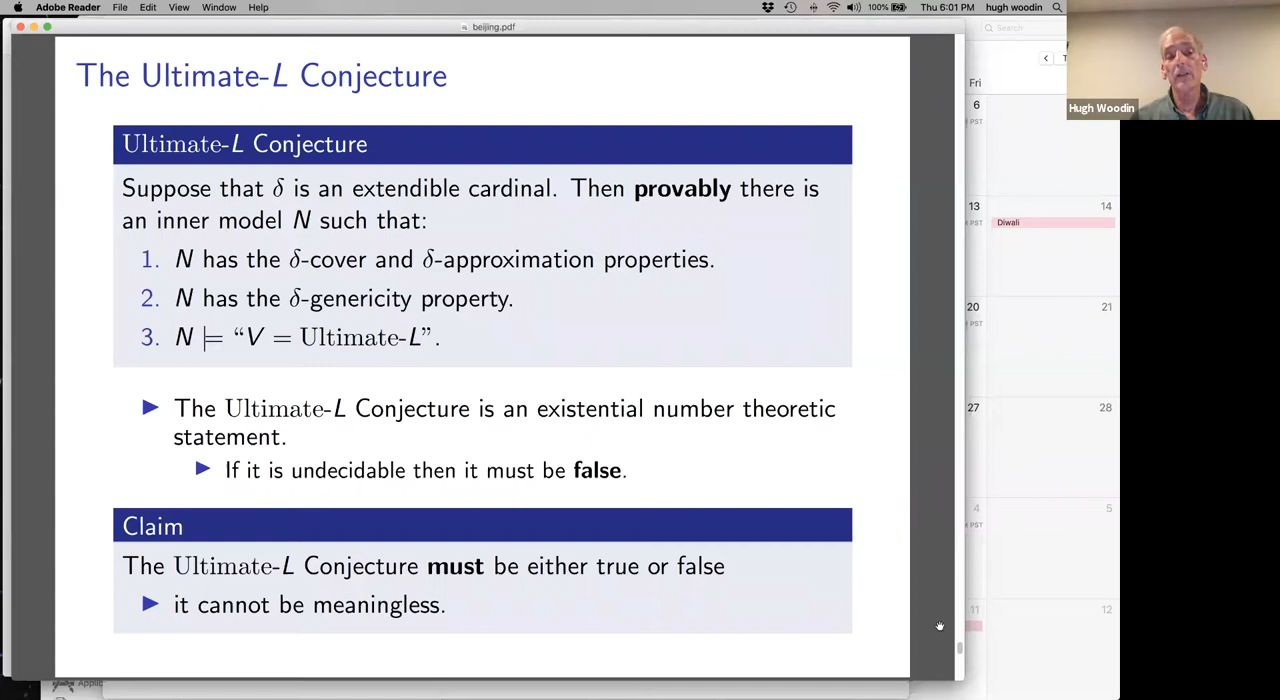 Adobe Reader File Edit View Window Help 100% Thu 6:01 PM hugh woodin
beijing.pdf
Search
The Ultimate-L Conjecture
Ultimate-L Conjecture
Suppose that δ is an extendible cardinal. Then provably there is
an inner model N such that:
1. N has the δ-cover and δ-approximation properties.
2. N has the δ-genericity property.
3. N ⊨ “V = Ultimate-L”.
▶ The Ultimate-L Conjecture is an existential number theoretic
statement.
▶ If it is undecidable then it must be false.
Claim
The Ultimate-L Conjecture must be either true or false
▶ it cannot be meaningless.
Hugh Woodin
Fri
6
PST
13 14
PST
Diwali
20 21
PST
27 28
4 5
PST
11 12